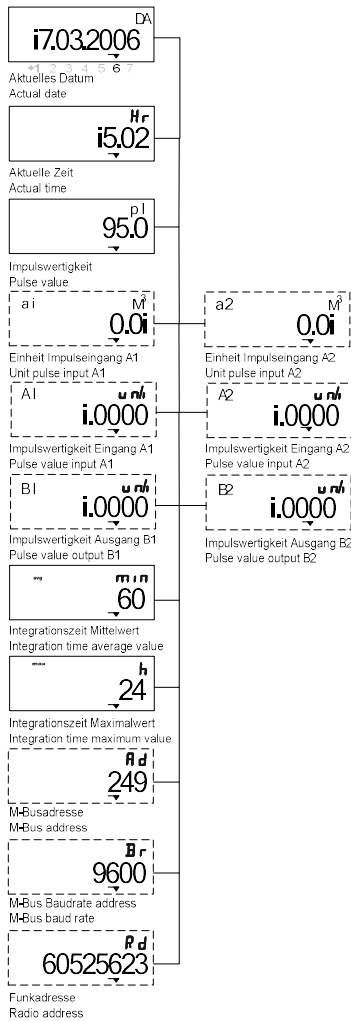 DA
i7.03.2006
*1 2 3 4 5 6 7
Aktuelles Datum
Actual date
Hr
i5.02
Aktuelle Zeit
Actual time
pl
95.0
Impulswertigkeit
Pulse value
ai M³
0.0i
Einheit Impulseingang A1
Unit pulse input A1
a2 M³
0.0i
Einheit Impulseingang A2
Unit pulse input A2
A1 unh
i.0000
Impulswertigkeit Eingang A1
Pulse value input A1
A2 unh
i.0000
Impulswertigkeit Eingang A2
Pulse value input A2
B1 unh
i.0000
Impulswertigkeit Ausgang B1
Pulse value output B1
B2 unh
i.0000
Impulswertigkeit Ausgang B2
Pulse value output B2
avg min
60
Integrationszeit Mittelwert
Integration time average value
h
24
Integrationszeit Maximalwert
Integration time maximum value
Ad
249
M-Busadresse
M-Bus address
Br
9600
M-Bus Baudrate address
M-Bus baud rate
Rd
60525623
Funkadresse
Radio address